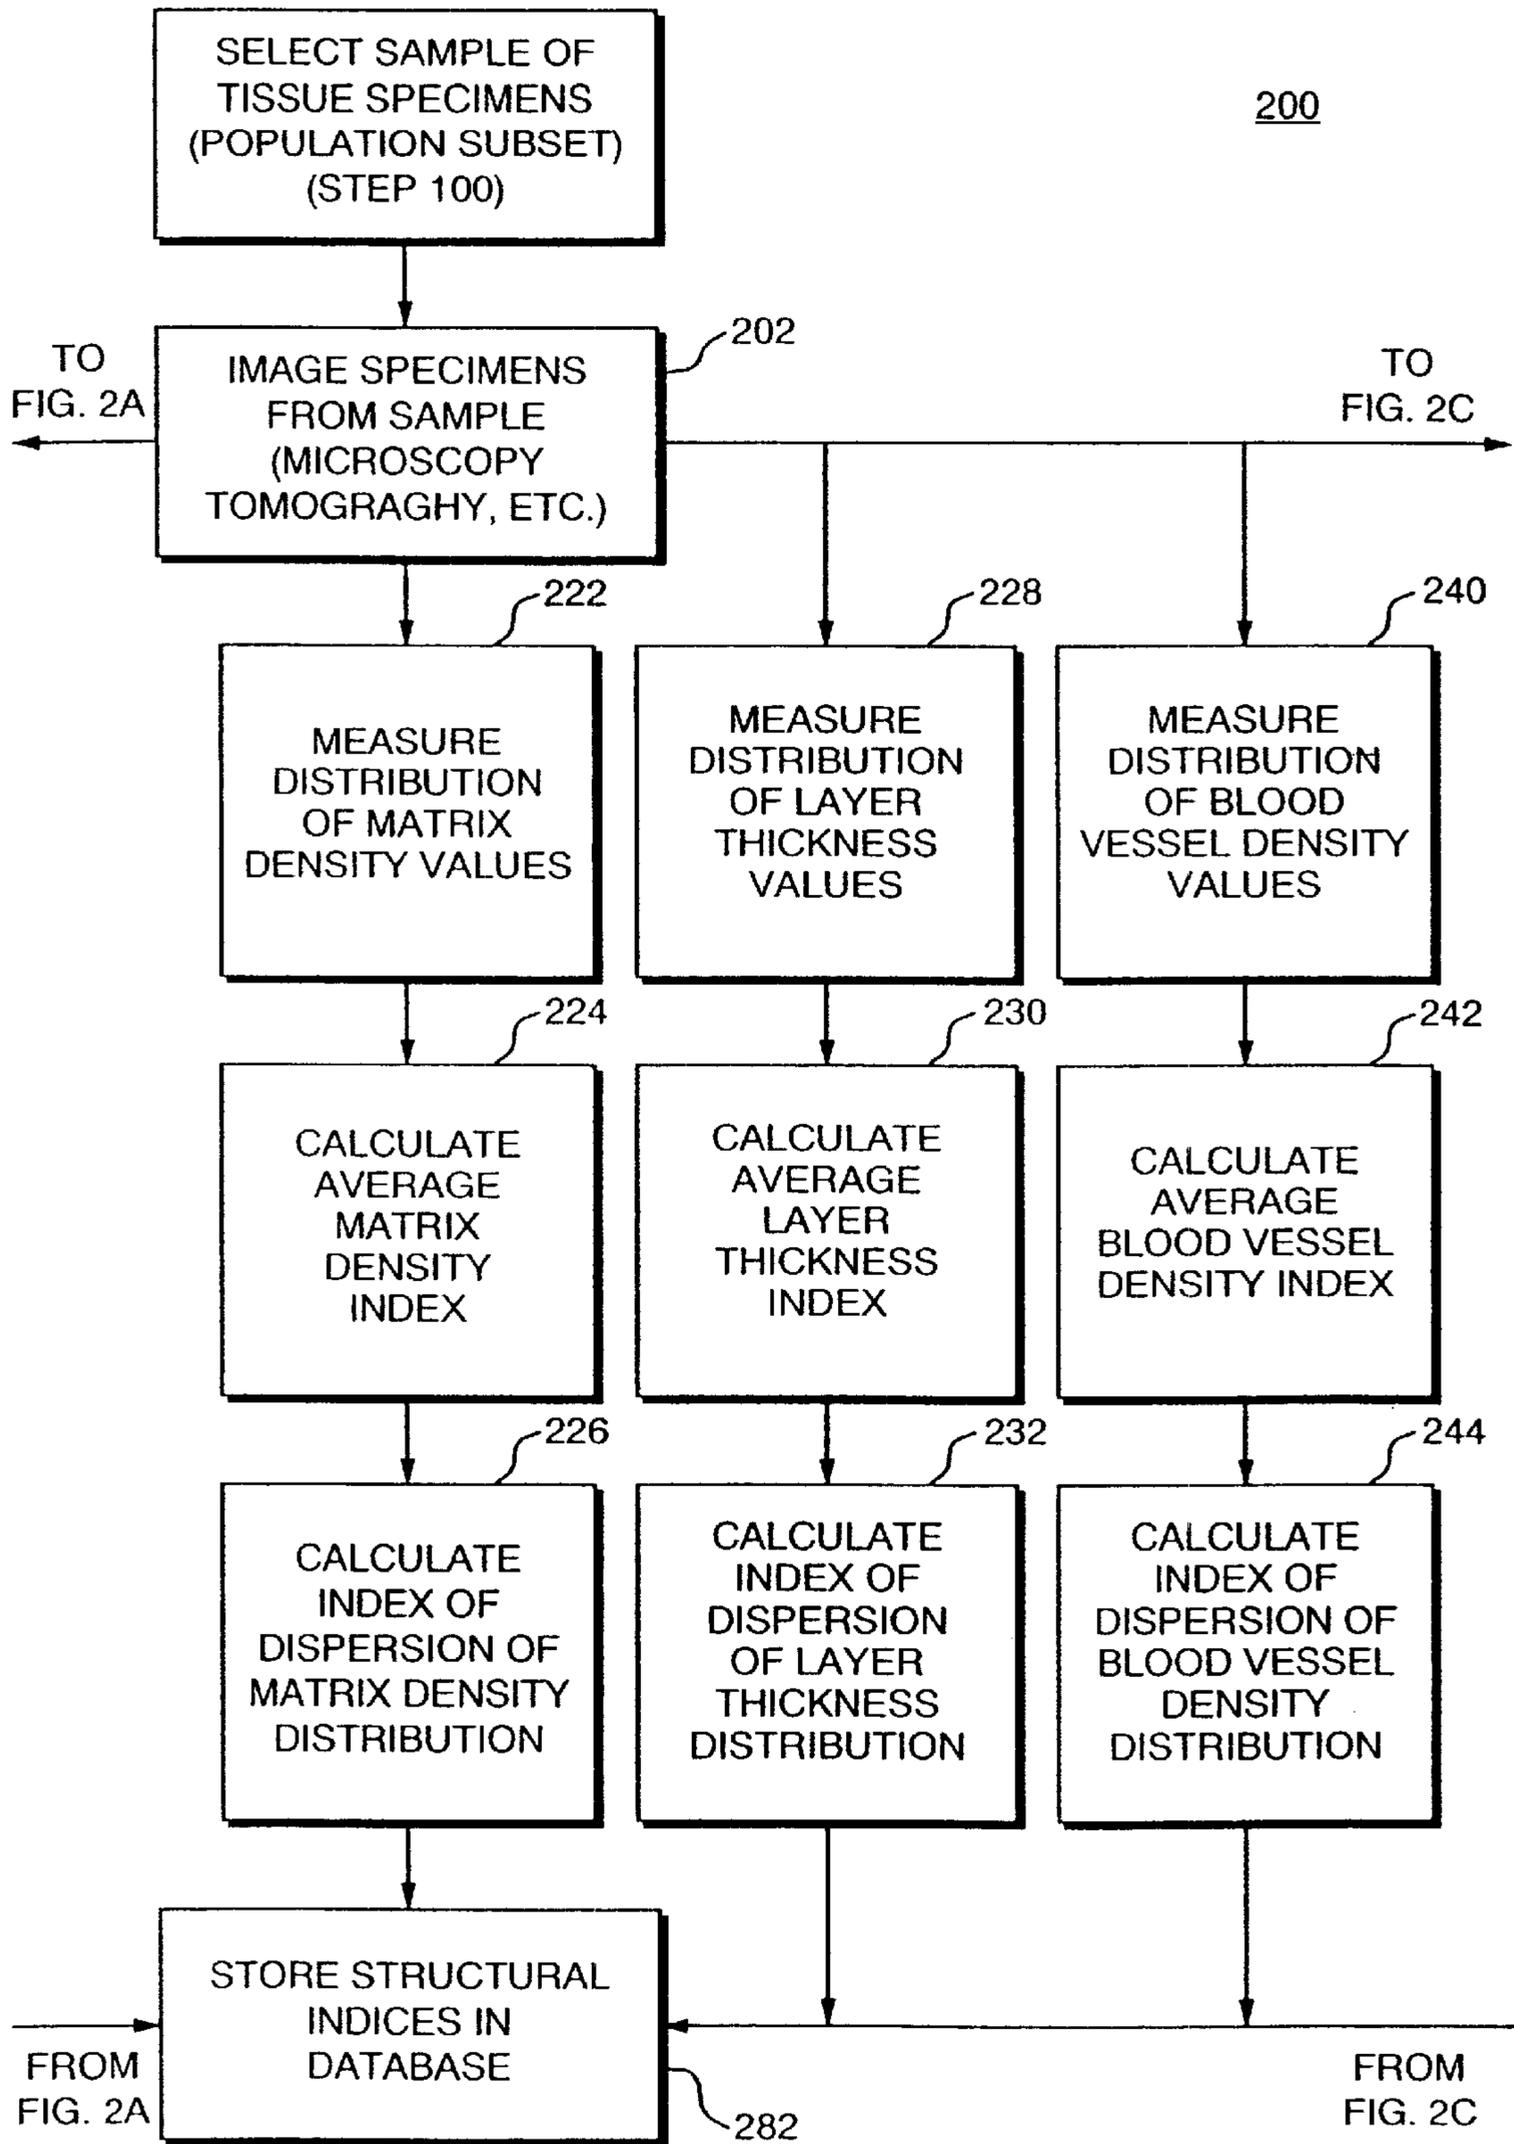 SELECT SAMPLE OF
TISSUE SPECIMENS
(POPULATION SUBSET)
(STEP 100)
200
202
TO
FIG. 2A
IMAGE SPECIMENS
FROM SAMPLE
(MICROSCOPY
TOMOGRAGHY, ETC.)
TO
FIG. 2C
222
228
240
MEASURE
DISTRIBUTION
OF MATRIX
DENSITY VALUES
MEASURE
DISTRIBUTION
OF LAYER
THICKNESS
VALUES
MEASURE
DISTRIBUTION
OF BLOOD
VESSEL DENSITY
VALUES
224
230
242
CALCULATE
AVERAGE
MATRIX
DENSITY
INDEX
CALCULATE
AVERAGE
LAYER
THICKNESS
INDEX
CALCULATE
AVERAGE
BLOOD VESSEL
DENSITY INDEX
226
232
244
CALCULATE
INDEX OF
DISPERSION OF
MATRIX DENSITY
DISTRIBUTION
CALCULATE
INDEX OF
DISPERSION
OF LAYER
THICKNESS
DISTRIBUTION
CALCULATE
INDEX OF
DISPERSION OF
BLOOD VESSEL
DENSITY
DISTRIBUTION
STORE STRUCTURAL
INDICES IN
DATABASE
FROM
FIG. 2A
282
FROM
FIG. 2C